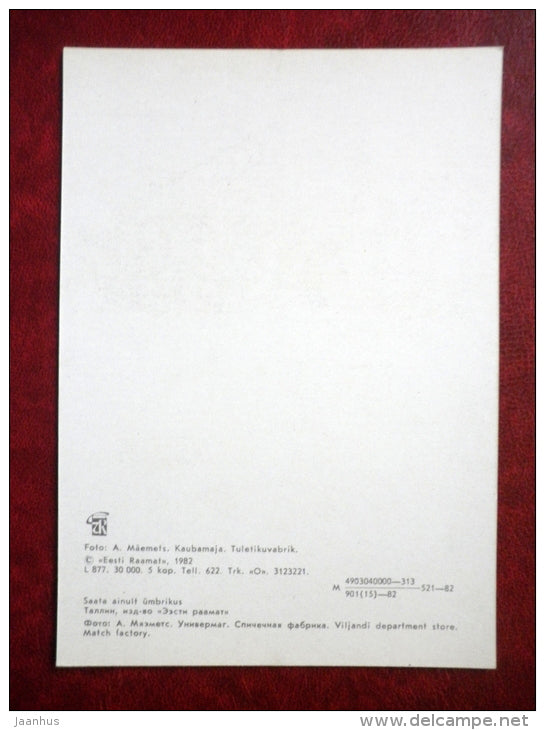 Foto: A. Mäemets. Kaubamaja. Tuletikuvabrik.
© «Eesti Raamat», 1982
L 877. 30 000. 5 kop. Tell. 622. Trk. «O». 3123221.
M 4903040000—313 / 901(15)—82 521—82
Saata ainult ümbrikus
Таллин, изд-во «Ээсти раамат»
Фото: А. Мяэметс. Универмаг. Спичечная фабрика. Viljandi department store.
Match factory.
jaanhus
www.delcampe.net